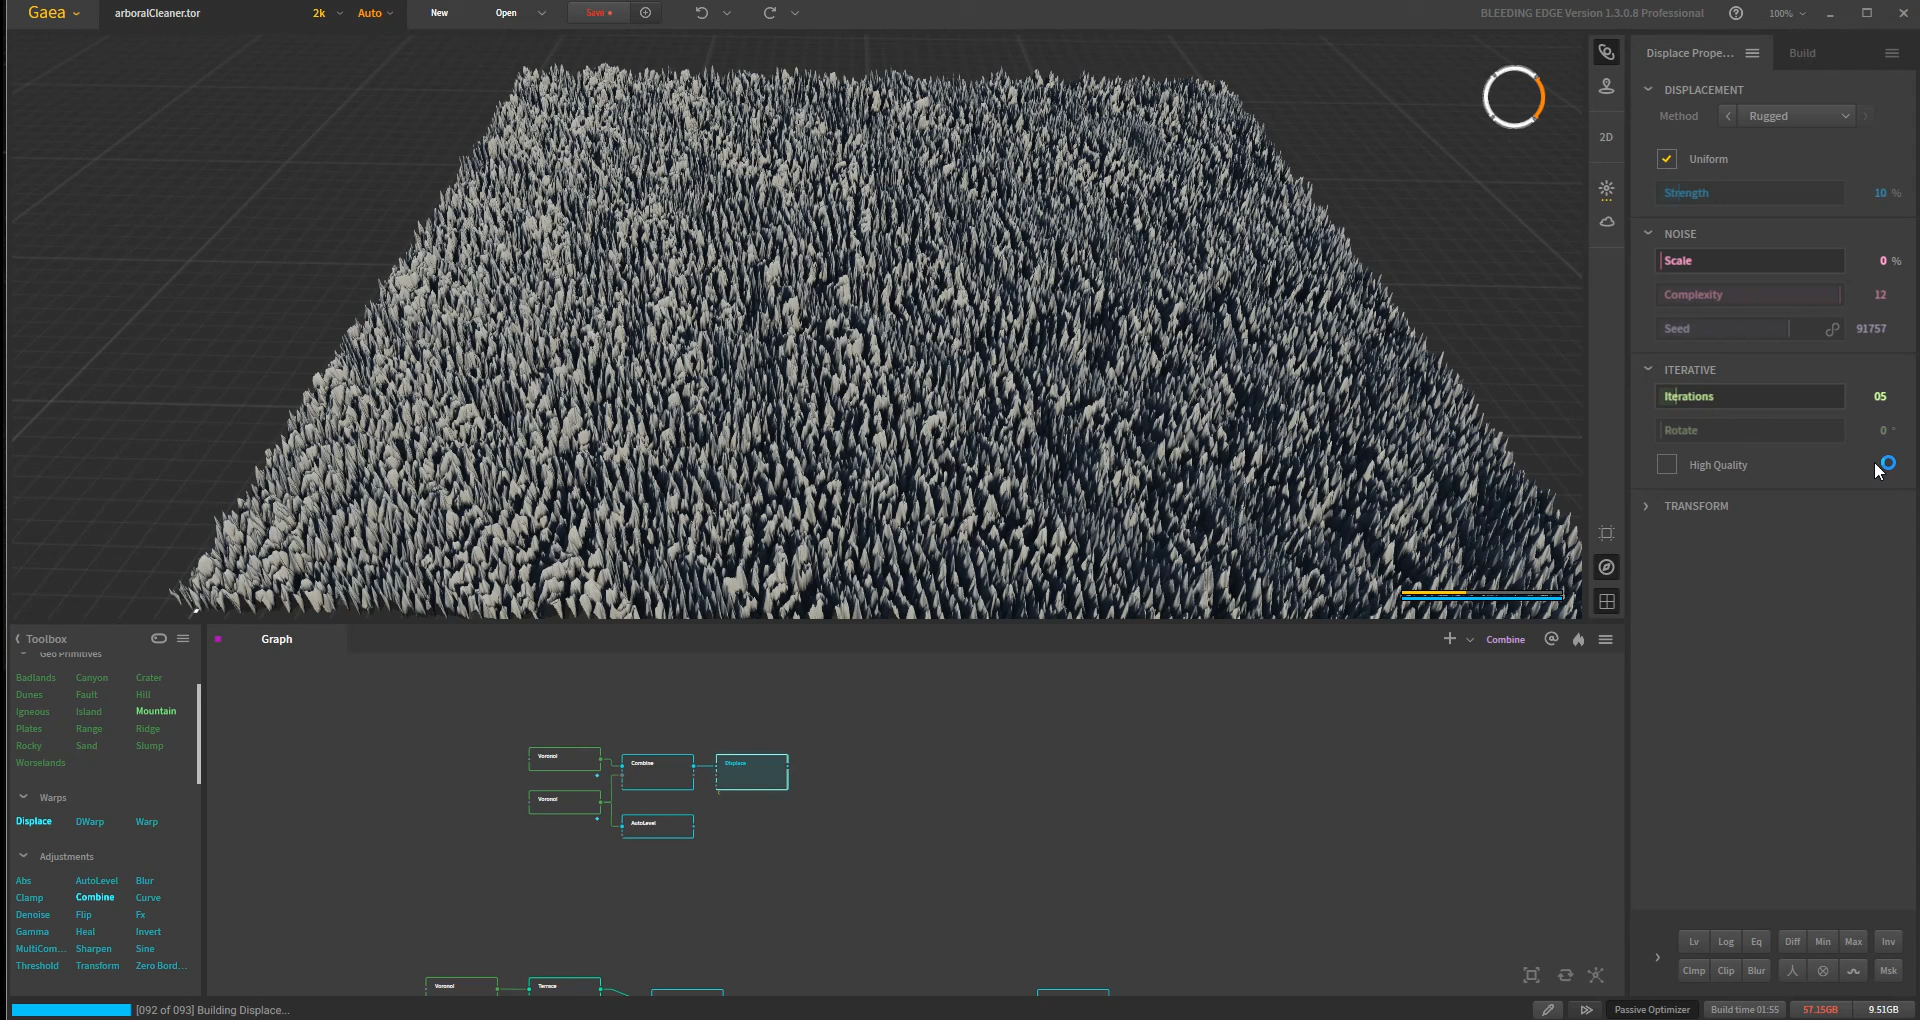 Gaea
arboralCleaner.tor
2k
Auto
New
Open
Save
BLEEDING EDGE Version 1.3.0.8 Professional
100%
Displace Prope...
Build
DISPLACEMENT
Method
Rugged
2D
Uniform
Strength
10 %
NOISE
Scale
0 %
Complexity
12
Seed
91757
ITERATIVE
Iterations
05
Rotate
0 °
High Quality
TRANSFORM
Toolbox
Graph
Combine
Geo Primitives
Badlands Canyon Crater
Dunes Fault Hill
Igneous Island Mountain
Plates Range Ridge
Rocky Sand Slump
Worselands
Warps
Displace DWarp Warp
Adjustments
Abs AutoLevel Blur
Clamp Combine Curve
Denoise Flip Fx
Gamma Heal Invert
MultiCom... Sharpen Sine
Threshold Transform Zero Bord...
Voronoi
Combine
Displace
Voronoi
AutoLevel
Voronoi
Terrace
Lv Log Eq Diff Min Max Inv
Clmp Clip Blur Msk
[092 of 093] Building Displace...
Passive Optimizer
Build time 01:55
57.15GB
9.51GB